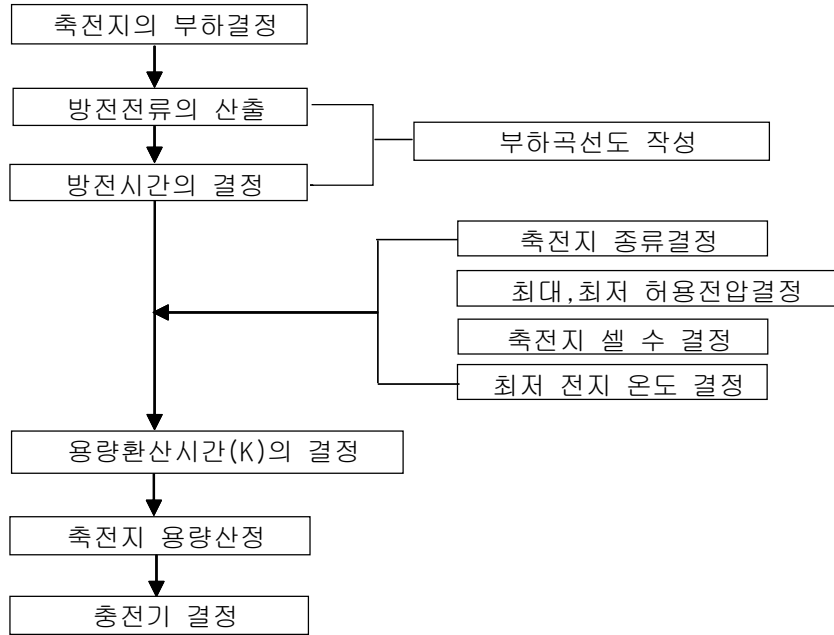 축전지의 부하결정
방전전류의 산출
부하곡선도 작성
방전시간의 결정
축전지 종류결정
최대,최저 허용전압결정
축전지 셀 수 결정
최저 전지 온도 결정
용량환산시간(K)의 결정
축전지 용량산정
충전기 결정